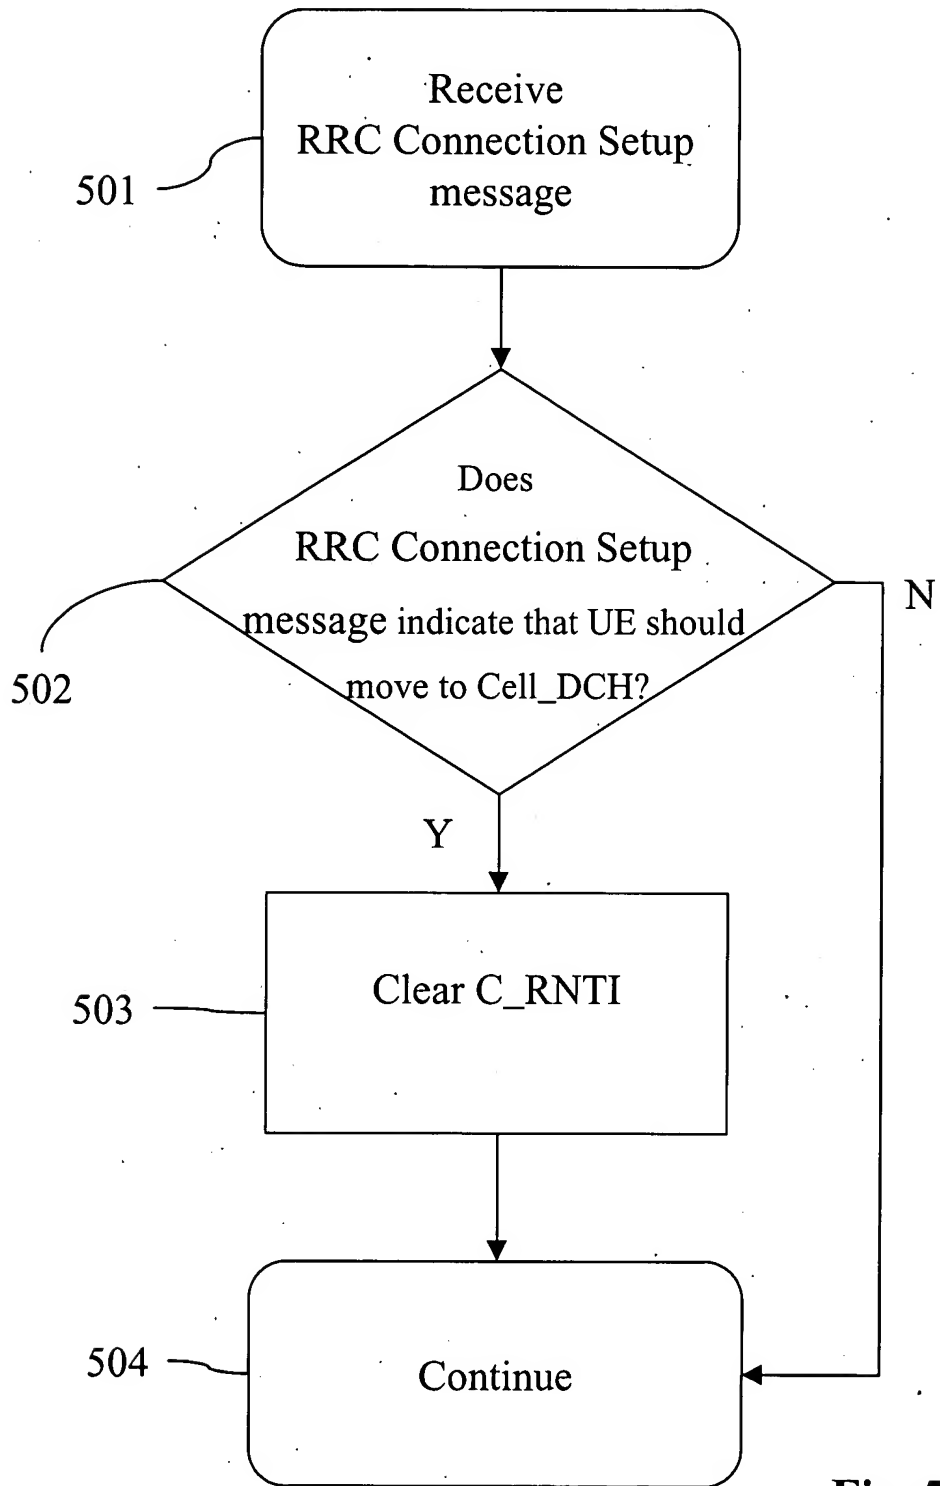 Receive
RRC Connection Setup
message
501
Does
RRC Connection Setup
message indicate that UE should
move to Cell_DCH?
N
502
Y
Clear C_RNTI
503
504
Continue